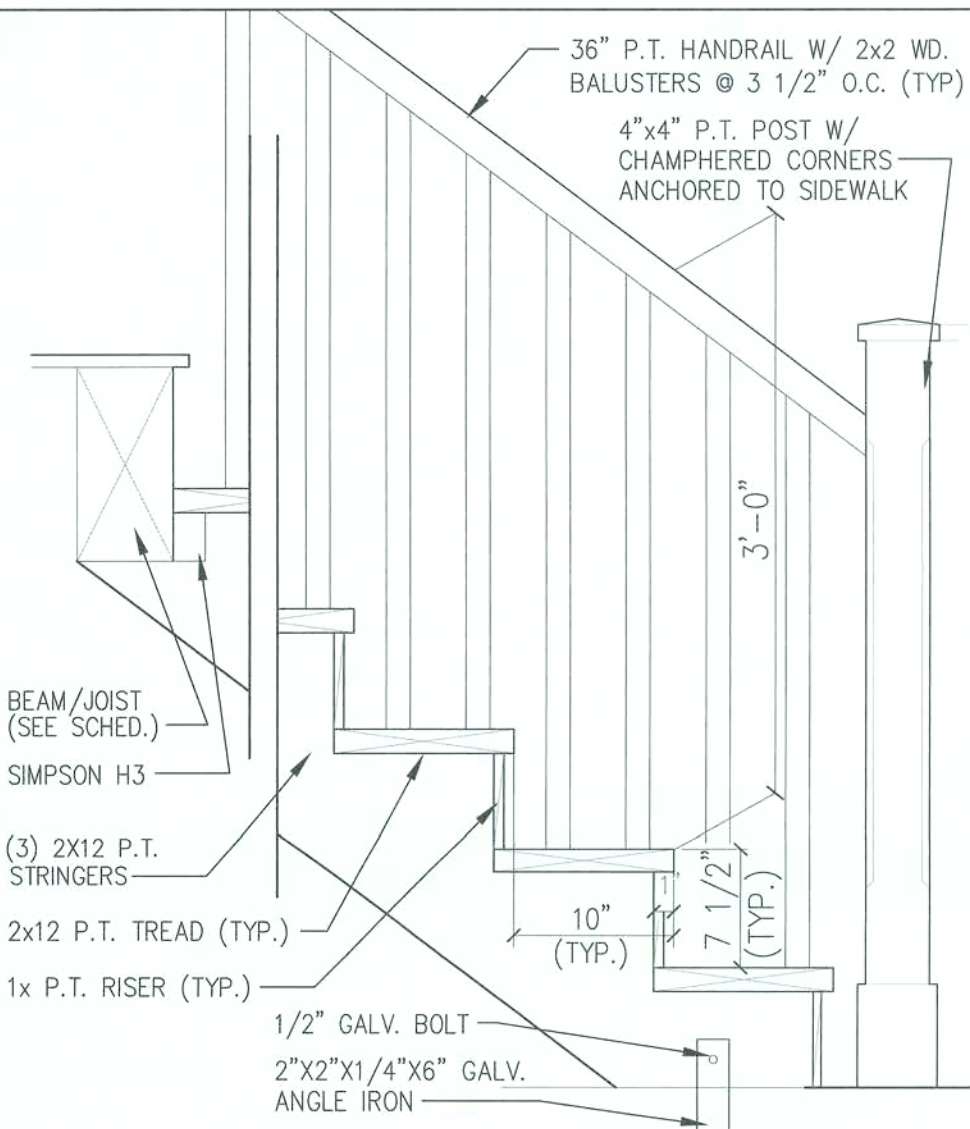 36" P.T. HANDRAIL W/ 2x2 WD.
BALUSTERS @ 3 1/2" O.C. (TYP)
4"x4" P.T. POST W/
CHAMPHERED CORNERS
ANCHORED TO SIDEWALK
3'-0"
BEAM/JOIST
(SEE SCHED.)
SIMPSON H3
(3) 2X12 P.T.
STRINGERS
2x12 P.T. TREAD (TYP.)
1x P.T. RISER (TYP.)
10"
(TYP.)
1"
7 1/2"
(TYP.)
1/2" GALV. BOLT
2"X2"X1/4"X6" GALV.
ANGLE IRON